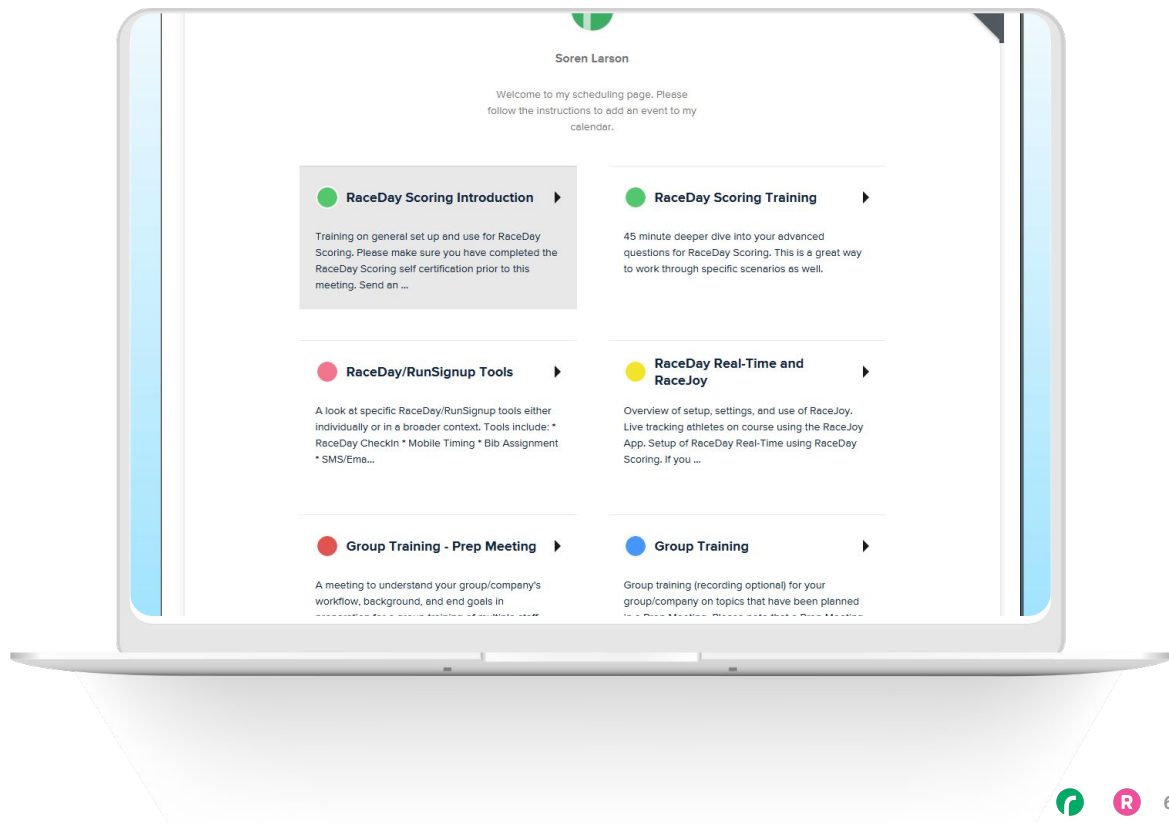 Soren Larson
Welcome to my scheduling page. Please
follow the instructions to add an event to my
calendar.
RaceDay Scoring Introduction
Training on general set up and use for RaceDay
Scoring. Please make sure you have completed the
RaceDay Scoring self certification prior to this
meeting. Send an ...
RaceDay Scoring Training
45 minute deeper dive into your advanced
questions for RaceDay Scoring. This is a great way
to work through specific scenarios as well.
RaceDay/RunSignup Tools
A look at specific RaceDay/RunSignup tools either
individually or in a broader context. Tools include: *
RaceDay CheckIn * Mobile Timing * Bib Assignment
* SMS/Ema...
RaceDay Real-Time and
RaceJoy
Overview of setup, settings, and use of RaceJoy.
Live tracking athletes on course using the RaceJoy
App. Setup of RaceDay Real-Time using RaceDay
Scoring. If you ...
Group Training - Prep Meeting
A meeting to understand your group/company's
workflow, background, and end goals in
Group Training
Group training (recording optional) for your
group/company on topics that have been planned
in a Prep Meeting. Please note that a Prep Meeting
r
R